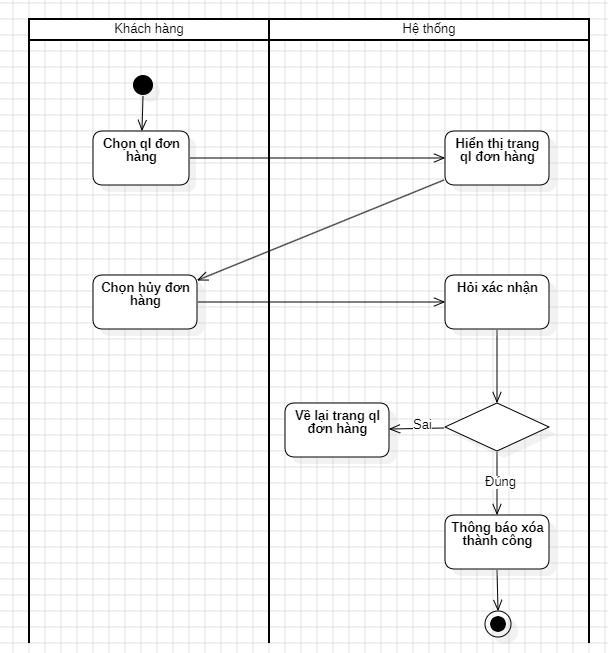 Khách hàng
Hệ thống
Chọn ql đơn
hàng
Hiển thị trang
ql đơn hàng
Chọn hủy đơn
hàng
Hỏi xác nhận
Về lại trang ql
đơn hàng
Sai
Đúng
Thông báo xóa
thành công